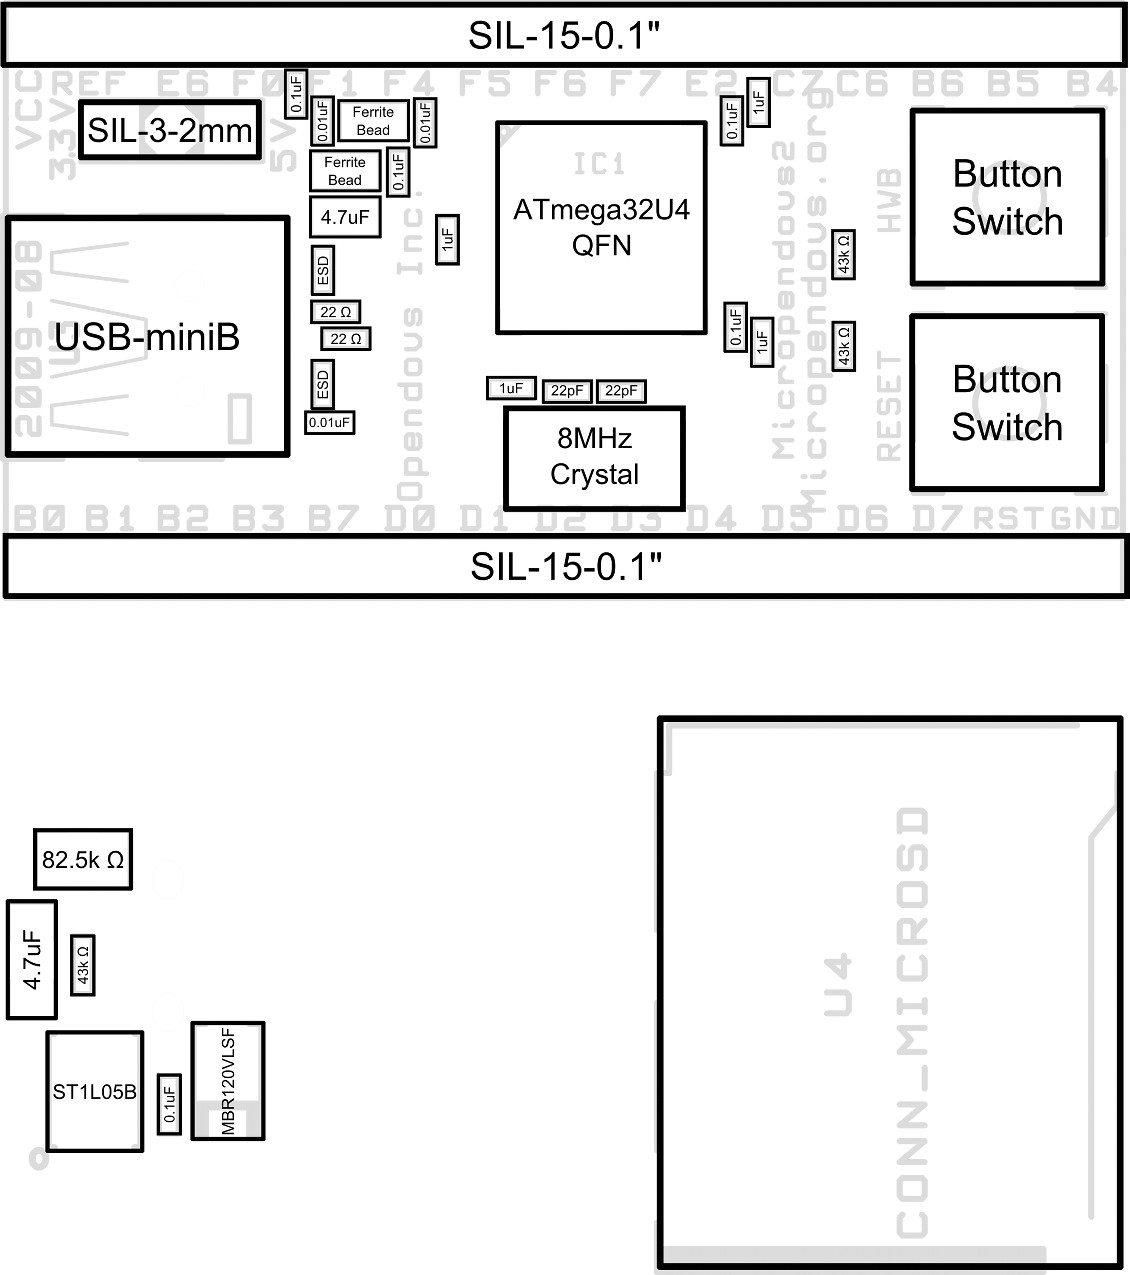 SIL-15-0.1"
VCC
REF
E6
F0
F1
F4
F5
F6
F7
E2
C7
C6
B6
B5
B4
3.3V
5V
SIL-3-2mm
0.1uF
0.01uF
Ferrite
Bead
0.01uF
Ferrite
Bead
0.1uF
4.7uF
1uF
ESD
22 Ω
22 Ω
ESD
0.01uF
2009-08
USB-miniB
Opendous Inc.
IC1
ATmega32U4
QFN
0.1uF
1uF
0.1uF
1uF
Micropendous2
Micropendous.org
43k Ω
43k Ω
HWB
RESET
Button
Switch
Button
Switch
1uF
22pF
22pF
8MHz
Crystal
B0
B1
B2
B3
B7
D0
D1
D2
D3
D4
D5
D6
D7
RST
GND
SIL-15-0.1"
82.5k Ω
4.7uF
43k Ω
ST1L05B
0.1uF
MBR120VLSF
U4
CONN_MICROSD